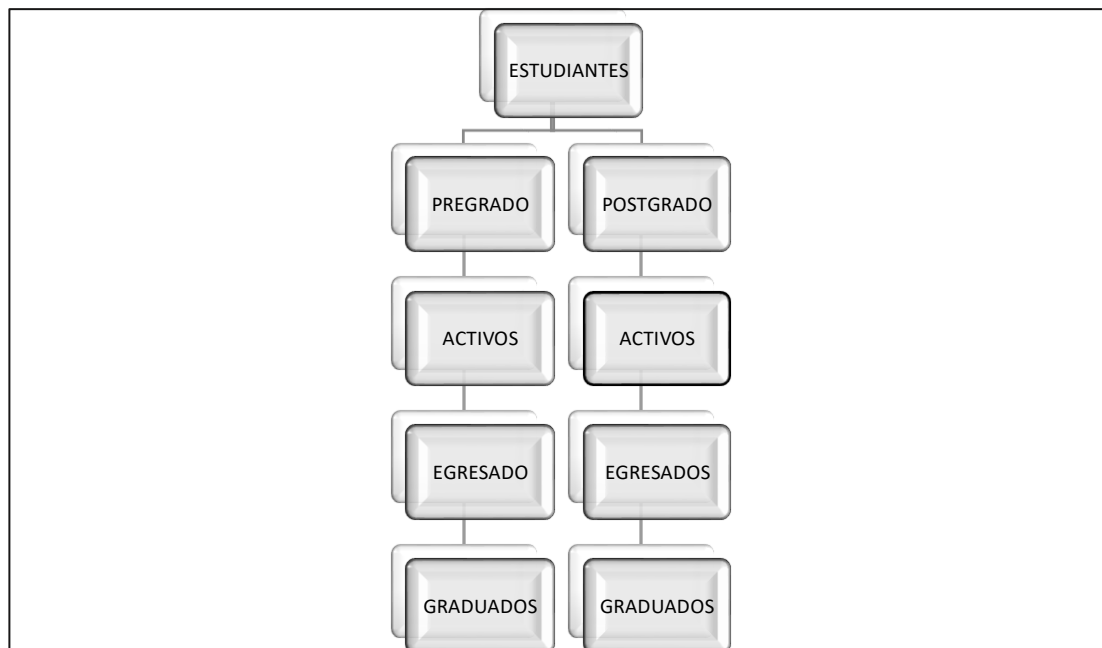 ESTUDIANTES
PREGRADO
POSTGRADO
ACTIVOS
ACTIVOS
EGRESADO
EGRESADOS
GRADUADOS
GRADUADOS